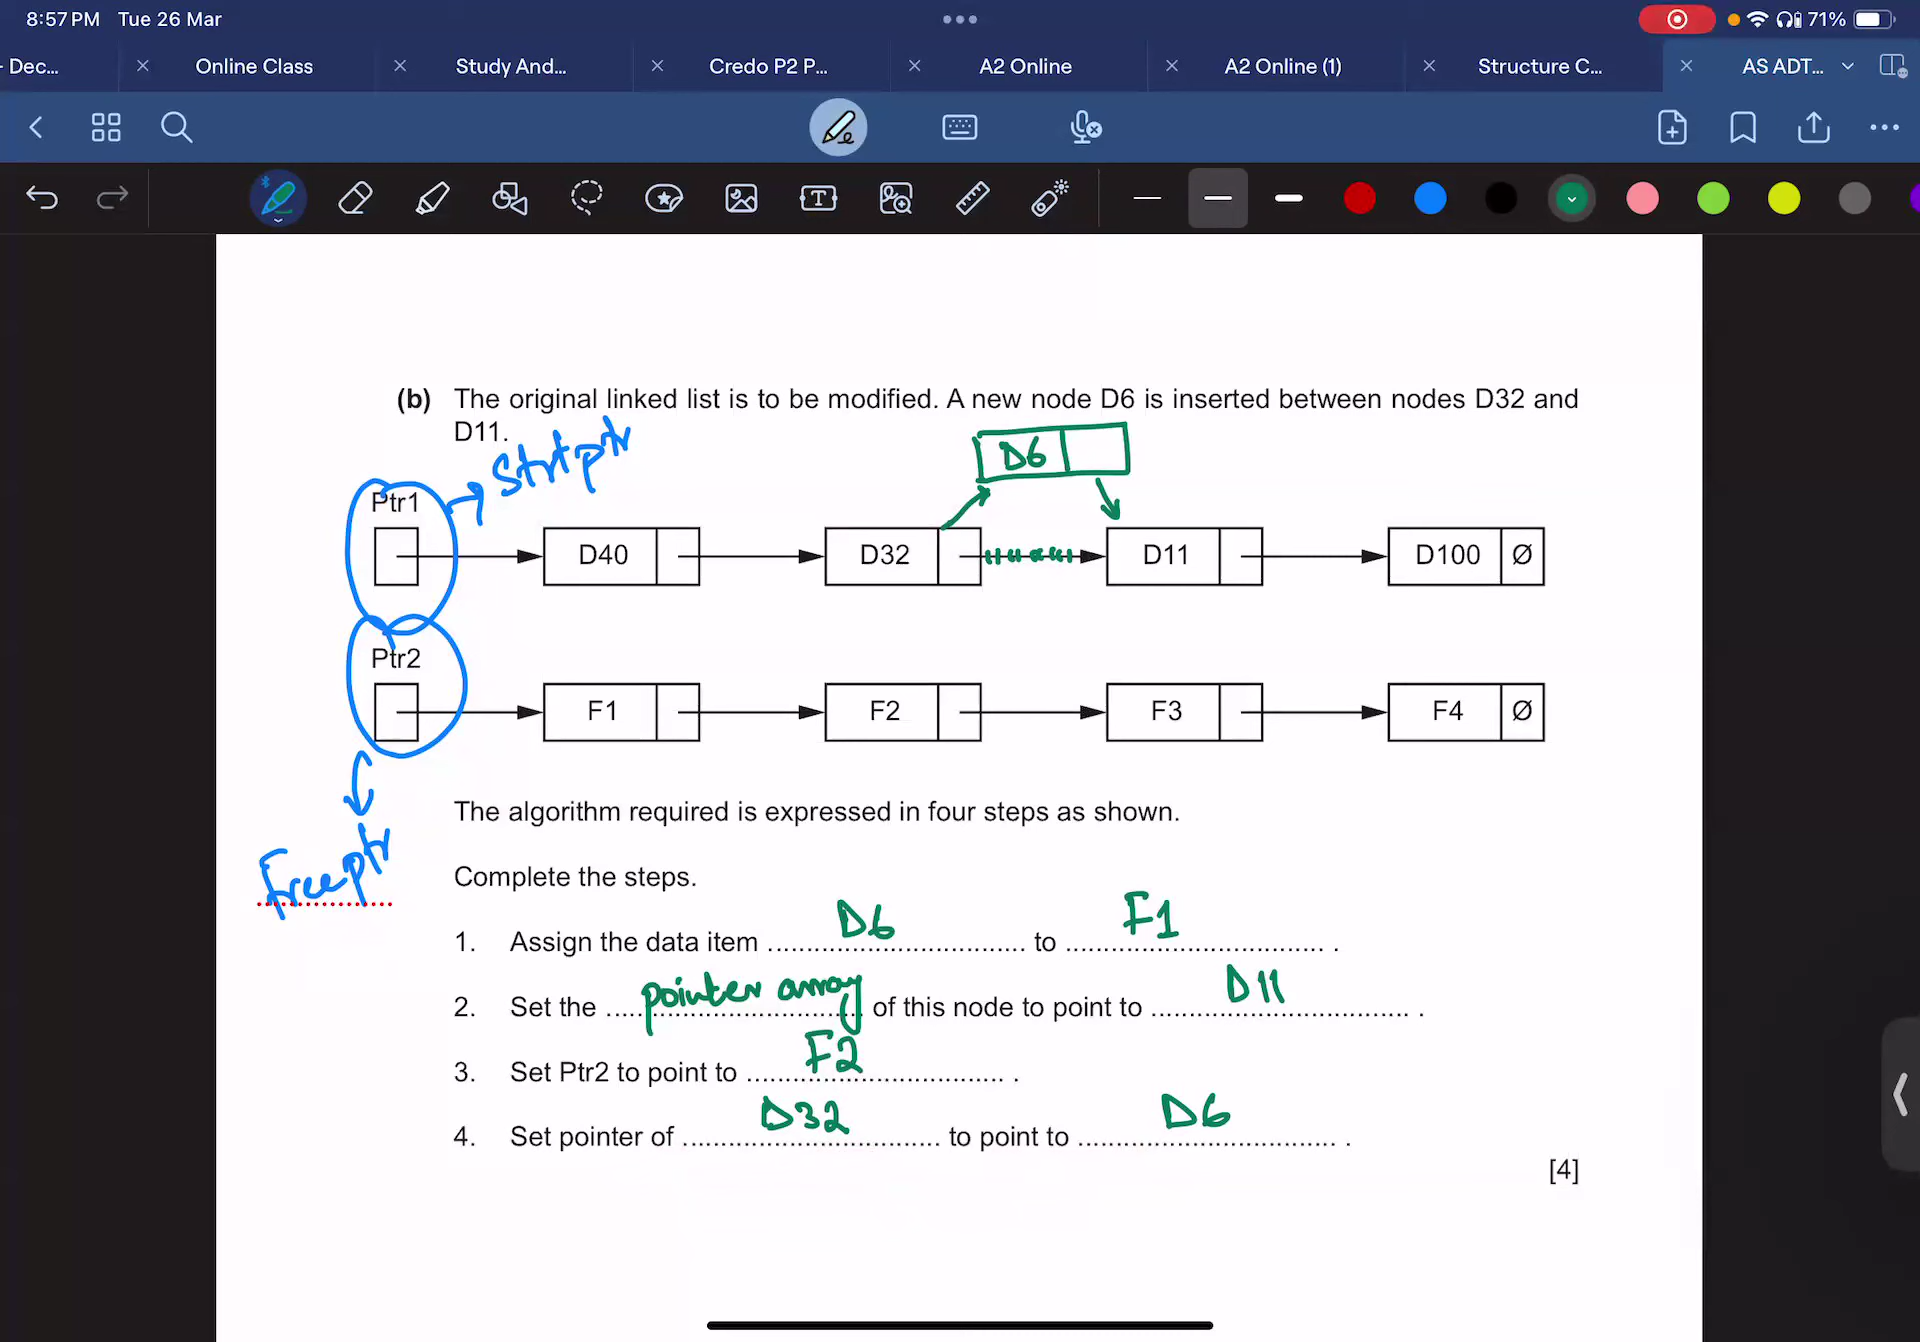 8:57 PM Tue 26 Mar
71%
- Dec... Online Class Study And... Credo P2 P... A2 Online A2 Online (1) Structure C... AS ADT...
(b) The original linked list is to be modified. A new node D6 is inserted between nodes D32 and
D11.
Strtptr
D6
Ptr1
D40 D32 D11 D100 Ø
Ptr2
F1 F2 F3 F4 Ø
Freeptr
The algorithm required is expressed in four steps as shown.
Complete the steps.
1. Assign the data item D6 to F1 .
2. Set the pointer array of this node to point to D11 .
3. Set Ptr2 to point to F2 .
4. Set pointer of D32 to point to D6 .
[4]